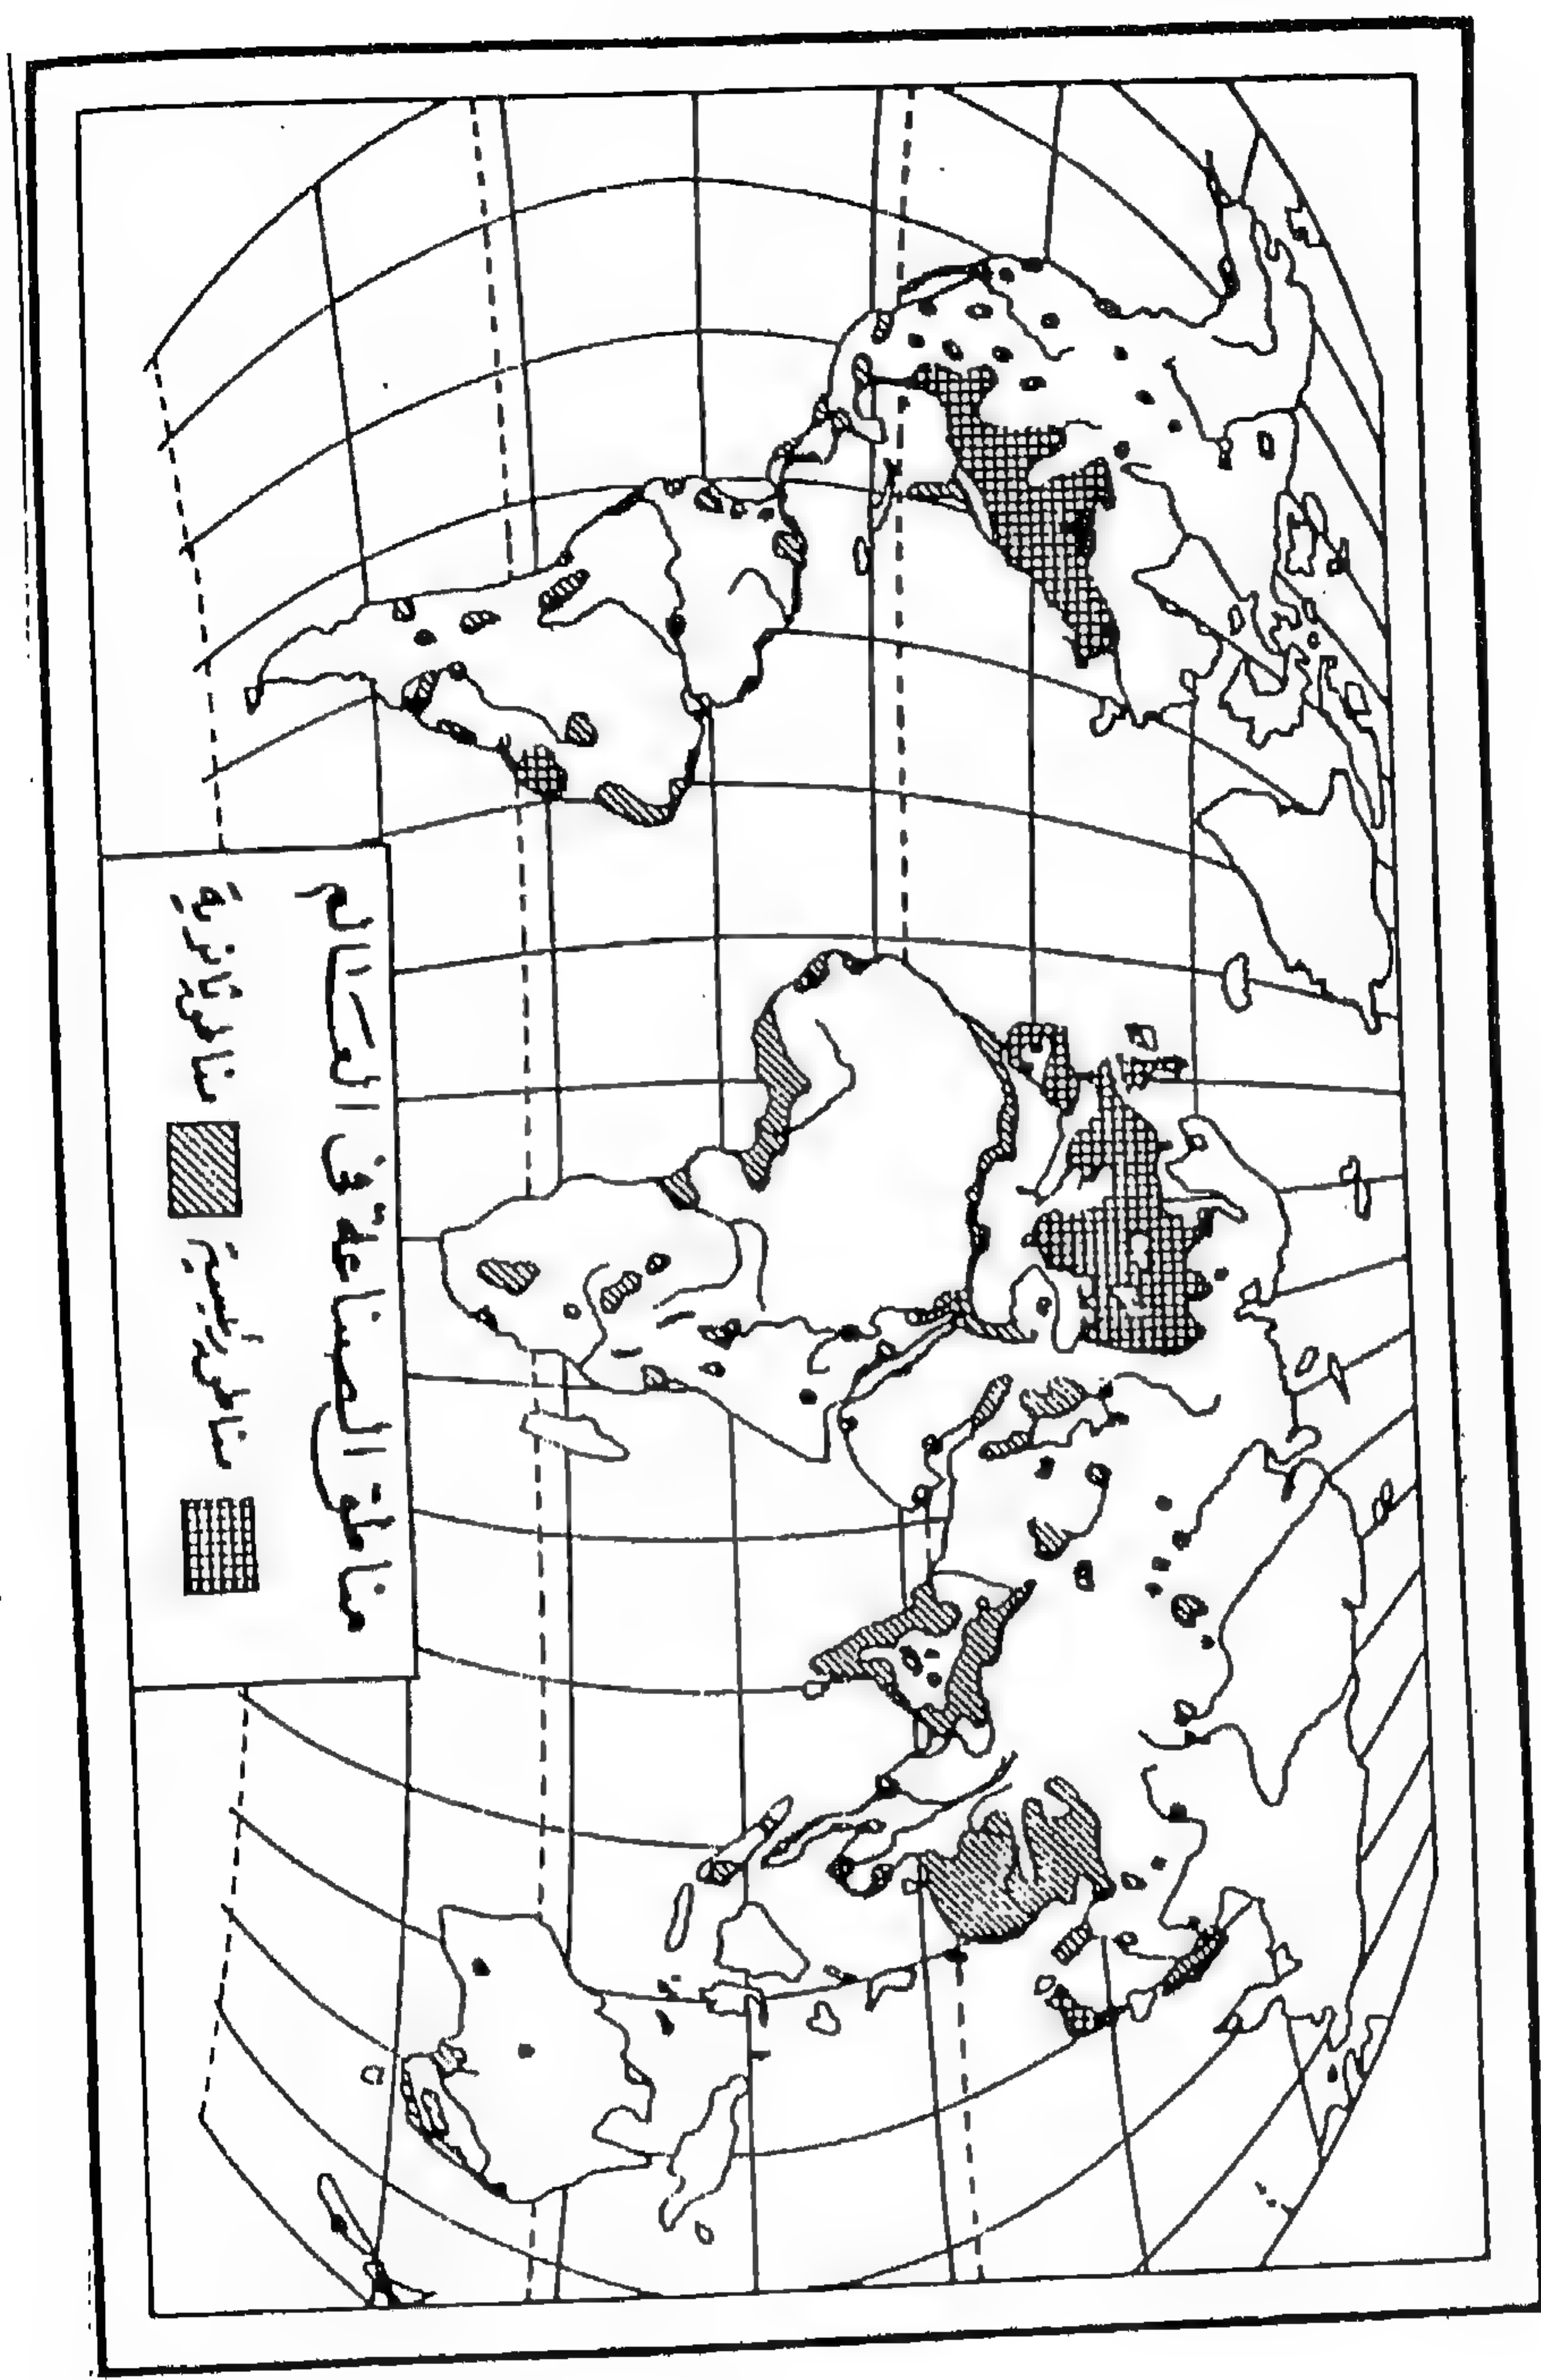 مناطق الصناعة في العالم
مناطق رئيسية
مناطق ثانوية